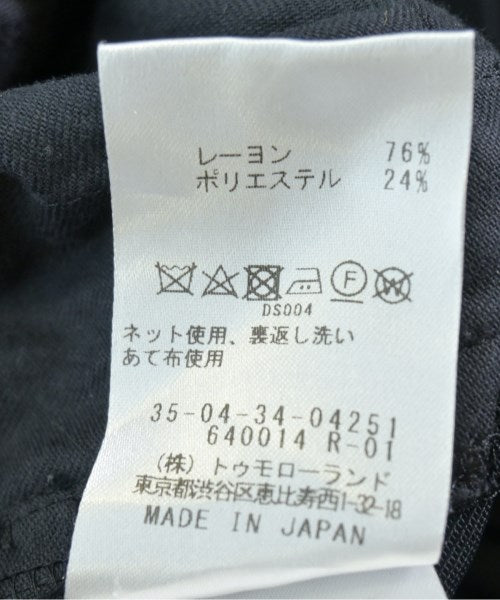 レーヨン 76%
ポリエステル 24%
F W
DS004
ネット使用、裏返し洗い
あて布使用
35-04-34-04251
640014 R-01
(株)トゥモローランド
東京都渋谷区恵比寿西1-32-18
MADE IN JAPAN